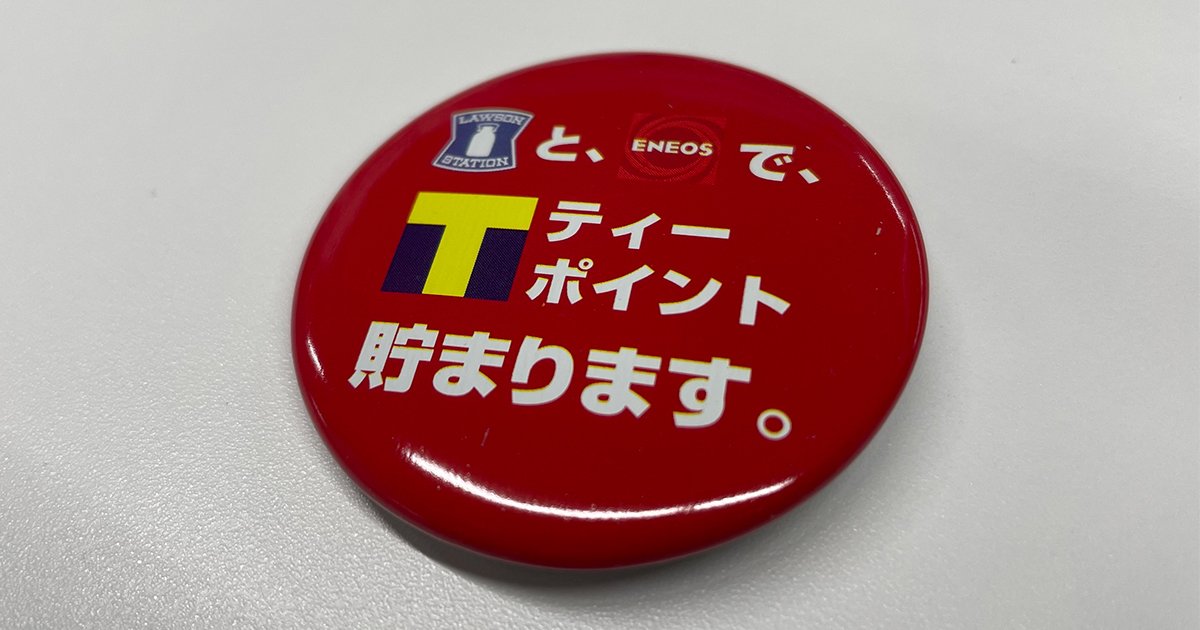 LAWSON STATION と、 ENEOS で、
T ティー
ポイント
貯まります。